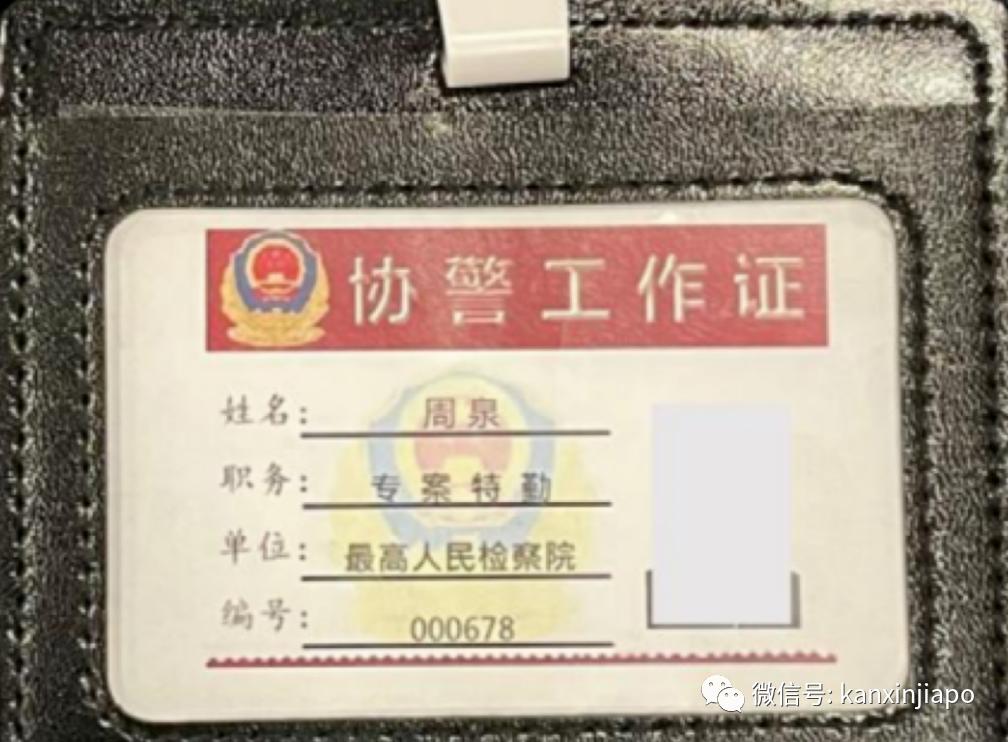 协警工作证
姓名：周泉
职务：专案特勤
单位：最高人民检察院
编号：000678
微信号: kanxinjiapo